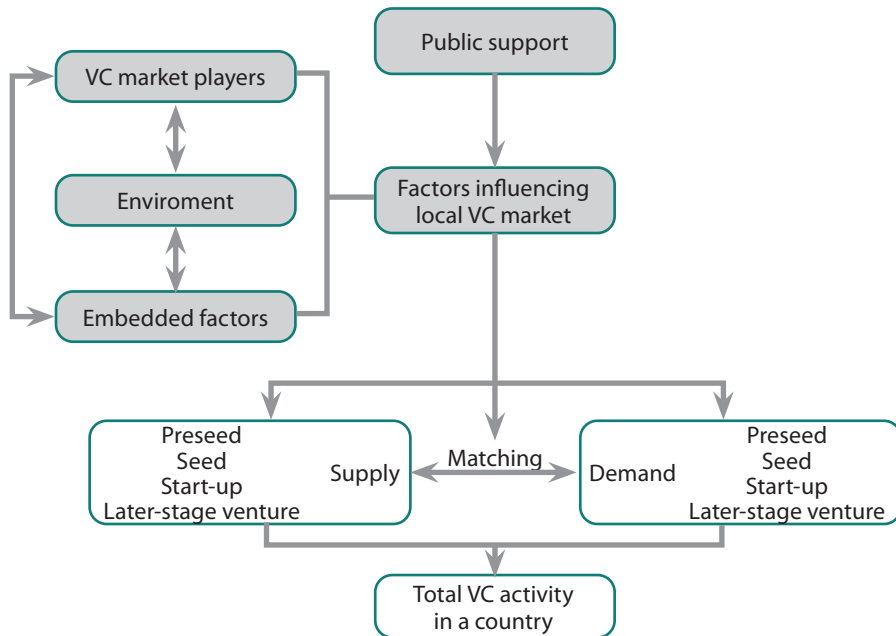 Public support
VC market players
Enviroment
Factors influencing
local VC market
Embedded factors
Preseed
Seed
Start-up
Later-stage venture
Supply
Matching
Demand
Preseed
Seed
Start-up
Later-stage venture
Total VC activity
in a country